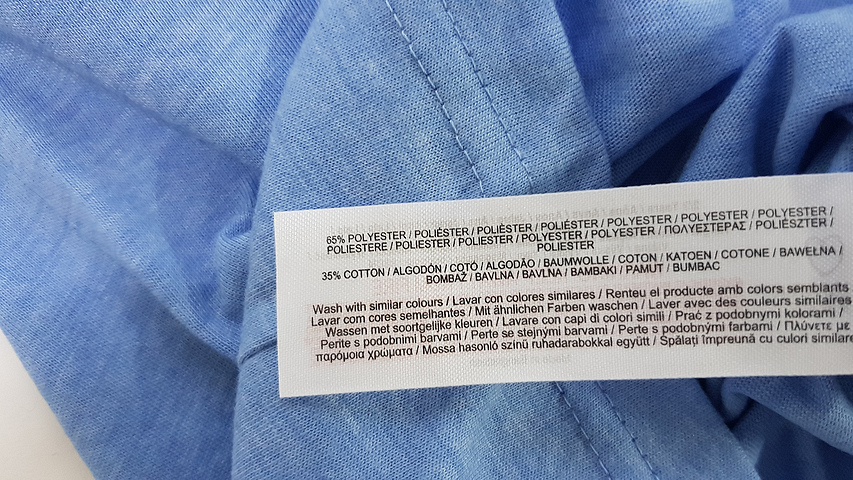 65% POLYESTER / POLIÉSTER / POLIÈSTER / POLIÉSTER / POLYESTER / POLYESTER / POLYESTER /
POLIESTERE / POLIESTER / POLIESTER / POLYESTER / POLYESTER / ΠΟΛΥΕΣΤΕΡΑΣ / POLIÉSZTER /
POLIESTER
35% COTTON / ALGODÓN / COTÓ / ALGODÃO / BAUMWOLLE / COTON / KATOEN / COTONE / BAWEŁNA /
BOMBAŽ / BAVLNA / BAVLNA / BAMBAKI / PAMUT / BUMBAC
Wash with similar colours / Lavar con colores similares / Renteu el producte amb colors semblants
Lavar com cores semelhantes / Mit ähnlichen Farben waschen / Laver avec des couleurs similaires
Wassen met soortgelijke kleuren / Lavare con capi di colori simili / Prać z podobnymi kolorami /
Perite s podobnimi barvami / Perte se stejnými barvami / Perte s podobnými farbami / Πλύνετε με
παρόμοια χρώματα / Mossa hasonló színű ruhadarabokkal együtt / Spălați împreună cu culori similare